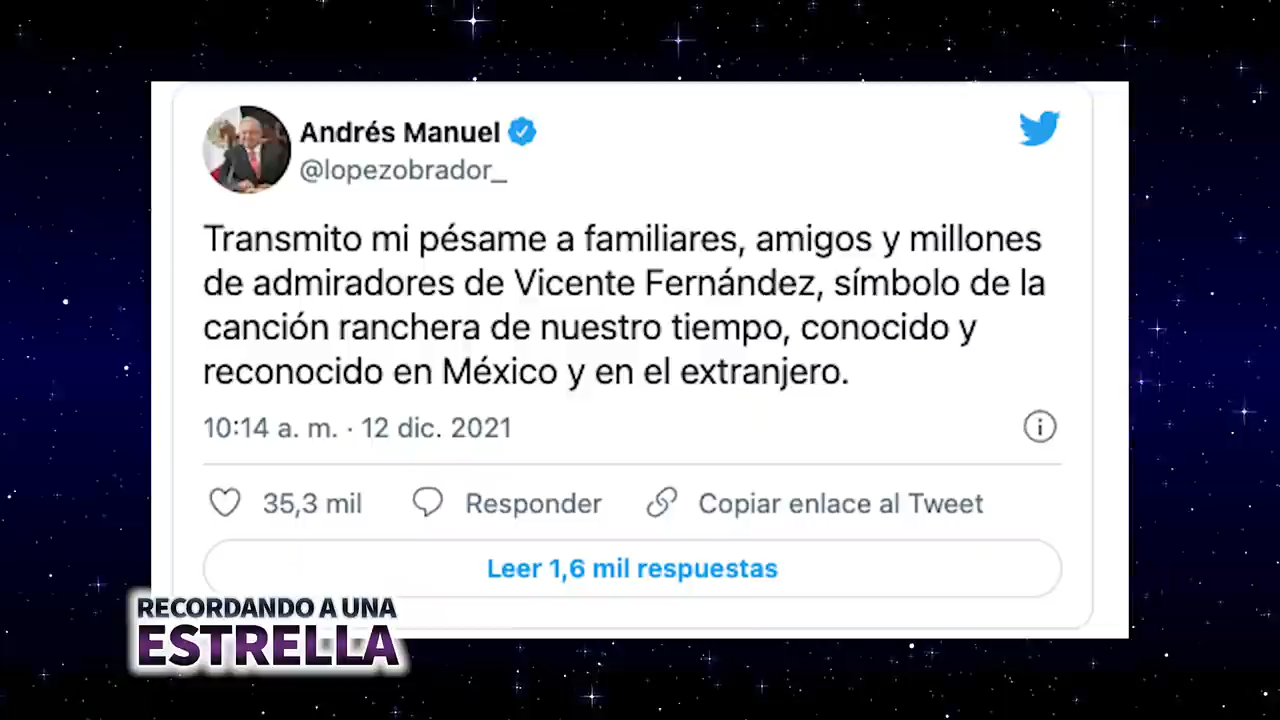 Andrés Manuel
@lopezobrador_
Transmito mi pésame a familiares, amigos y millones
de admiradores de Vicente Fernández, símbolo de la
canción ranchera de nuestro tiempo, conocido y
reconocido en México y en el extranjero.
10:14 a. m. · 12 dic. 2021
35,3 mil Responder Copiar enlace al Tweet
Leer 1,6 mil respuestas
RECORDANDO A UNA
ESTRELLA